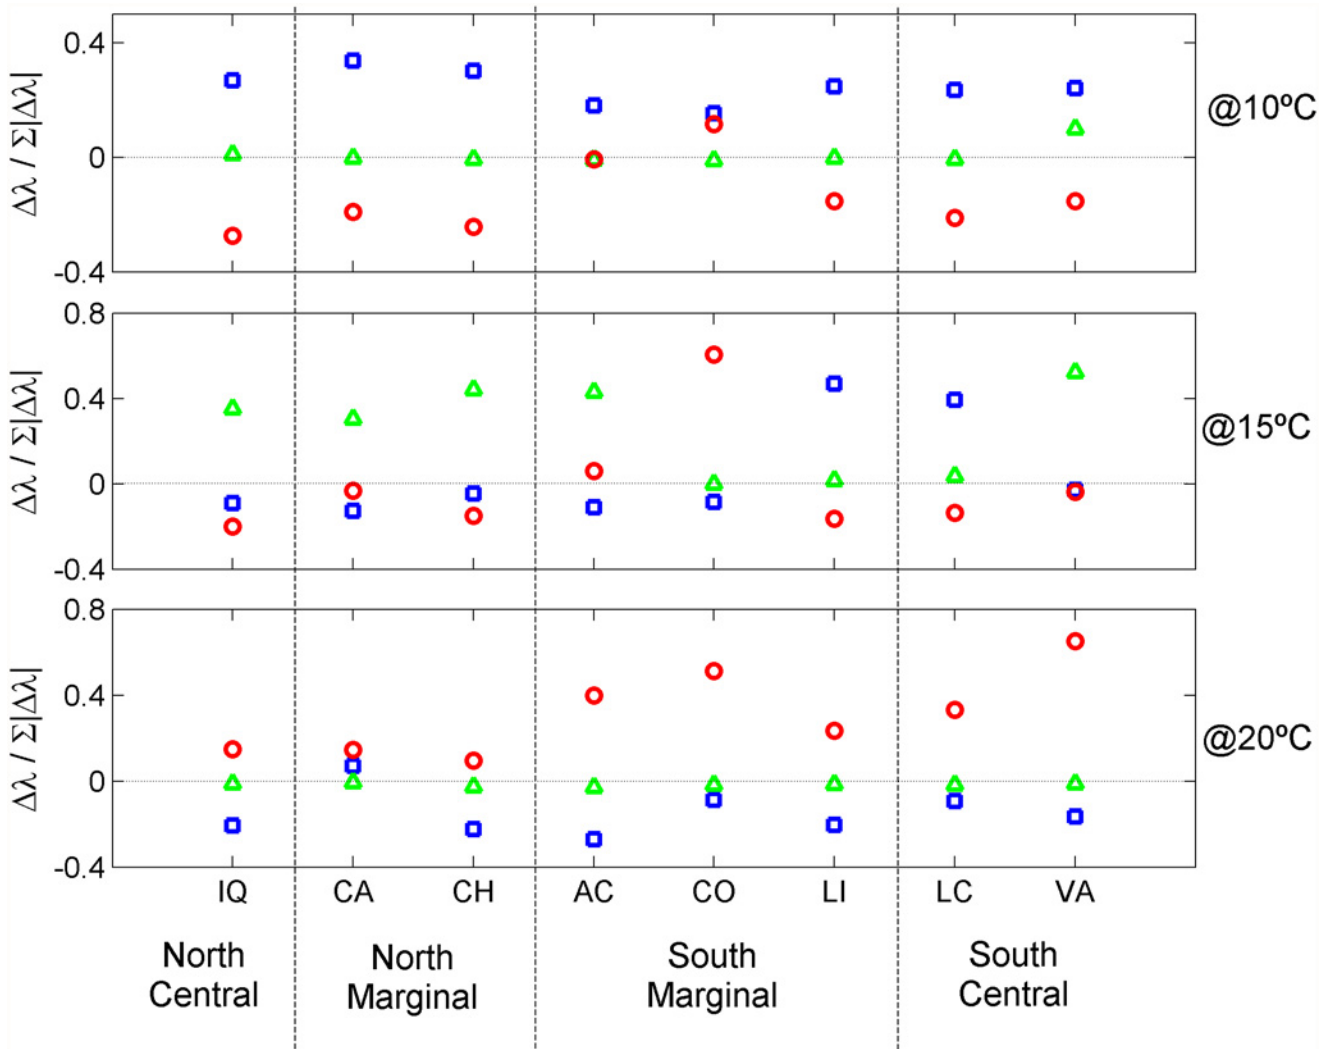 0.4
0
-0.4
Δλ / Σ|Δλ|
@10ºC
0.8
0.4
0
-0.4
Δλ / Σ|Δλ|
@15ºC
0.8
0.4
0
-0.4
Δλ / Σ|Δλ|
@20ºC
IQ CA CH AC CO LI LC VA
North North South South
Central Marginal Marginal Central